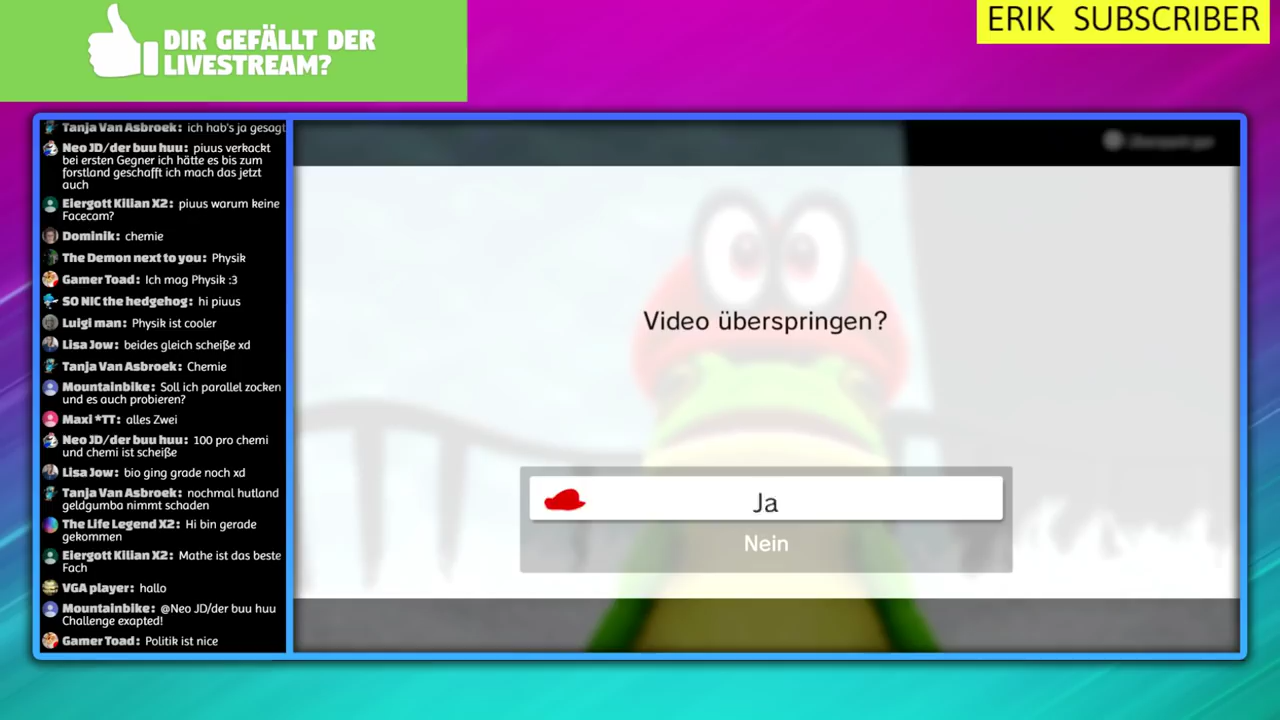 DIR GEFÄLLT DER
LIVESTREAM?
ERIK SUBSCRIBER
Tanja Van Asbroek: ich hab's ja gesagt
Neo JD/der buu huu: piuus verkackt
bei ersten Gegner ich hätte es bis zum
forstland geschafft ich mach das jetzt
auch
Eiergott Kilian X2: piuus warum keine
Facecam?
Dominik: chemie
The Demon next to you: Physik
Gamer Toad: Ich mag Physik :3
SO NIC the hedgehog: hi piuus
Luigi man: Physik ist cooler
Lisa Jow: beides gleich scheiße xd
Tanja Van Asbroek: Chemie
Mountainbike: Soll ich parallel zocken
und es auch probieren?
Maxi *TT: alles Zwei
Neo JD/der buu huu: 100 pro chemi
und chemi ist scheiße
Lisa Jow: bio ging grade noch xd
Tanja Van Asbroek: nochmal hutland
geldgumba nimmt schaden
The Life Legend X2: Hi bin gerade
gekommen
Eiergott Kilian X2: Mathe ist das beste
Fach
VGA player: hallo
Mountainbike: @Neo JD/der buu huu
Challenge exapted!
Gamer Toad: Politik ist nice
Video überspringen?
Ja
Nein